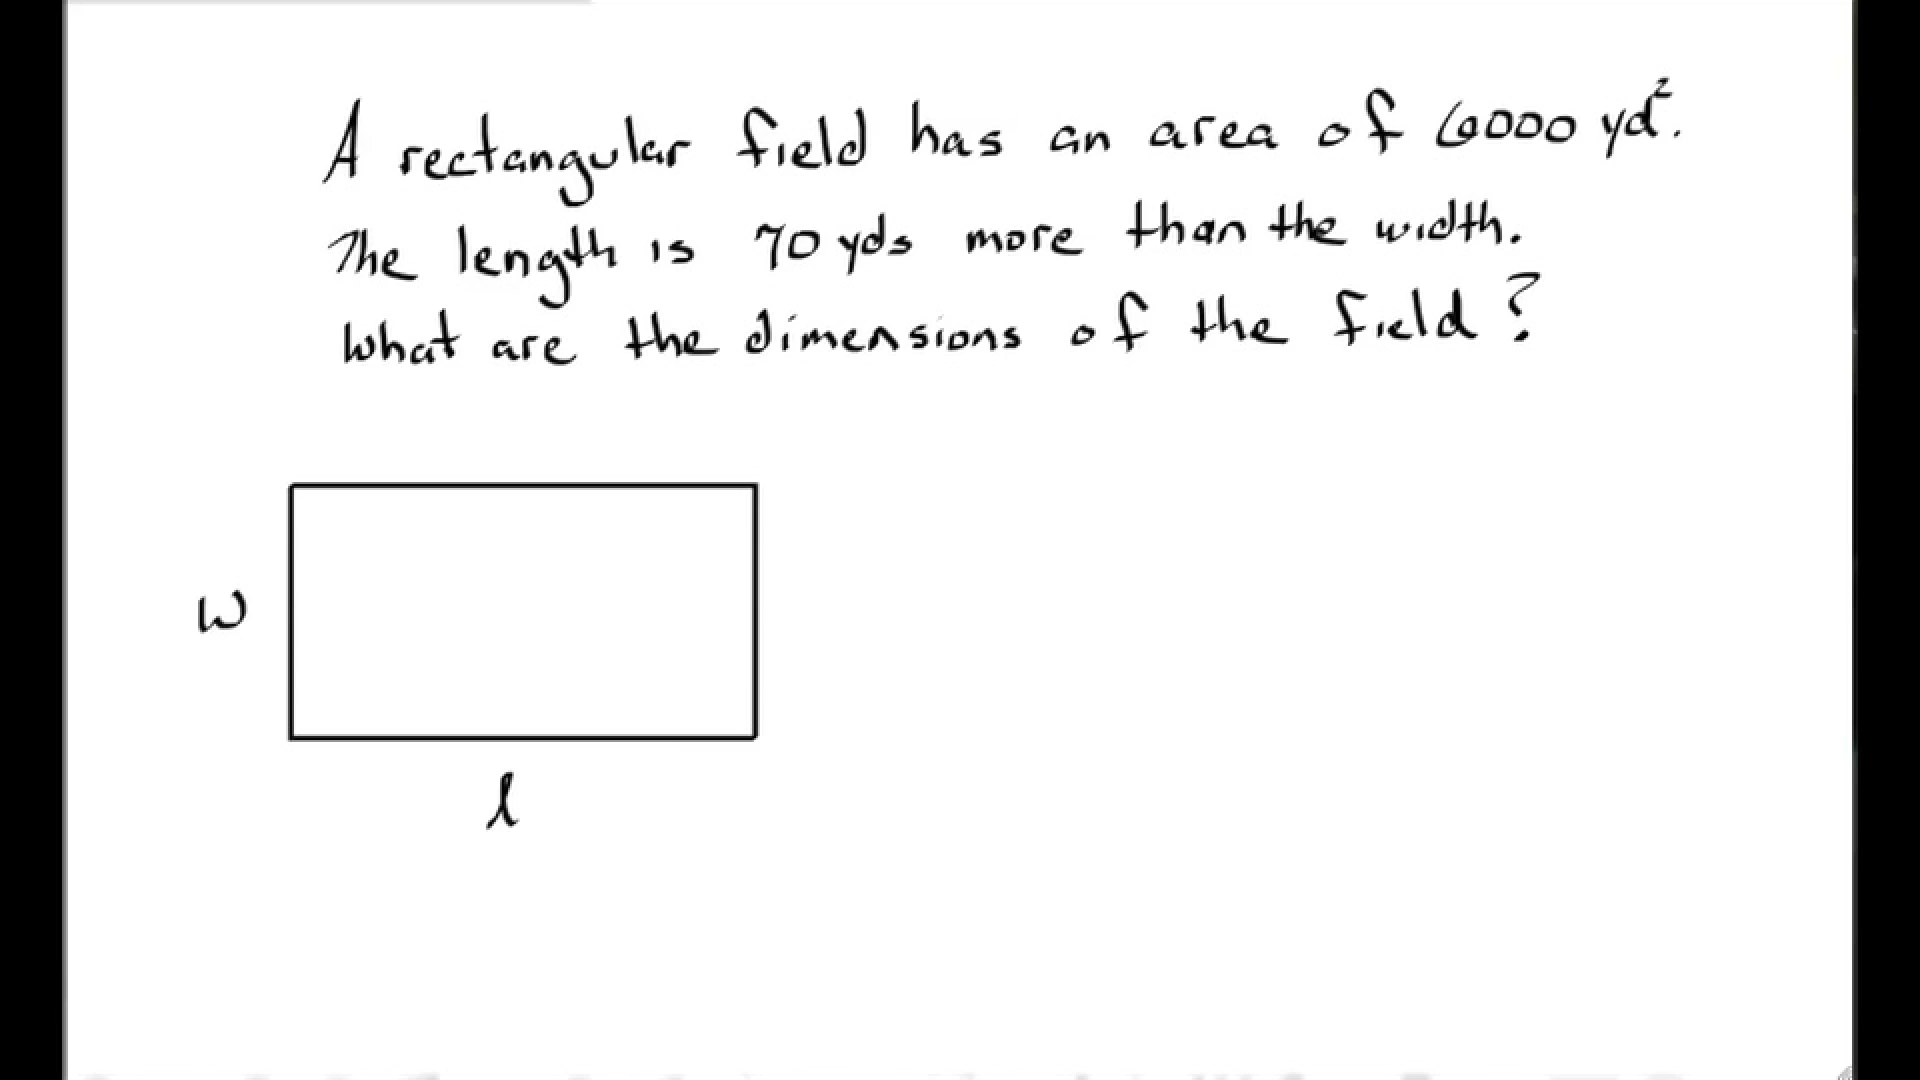 A rectangular field has an area of 6000 yd².
The length is 70 yds more than the width.
What are the dimensions of the field?
w
l